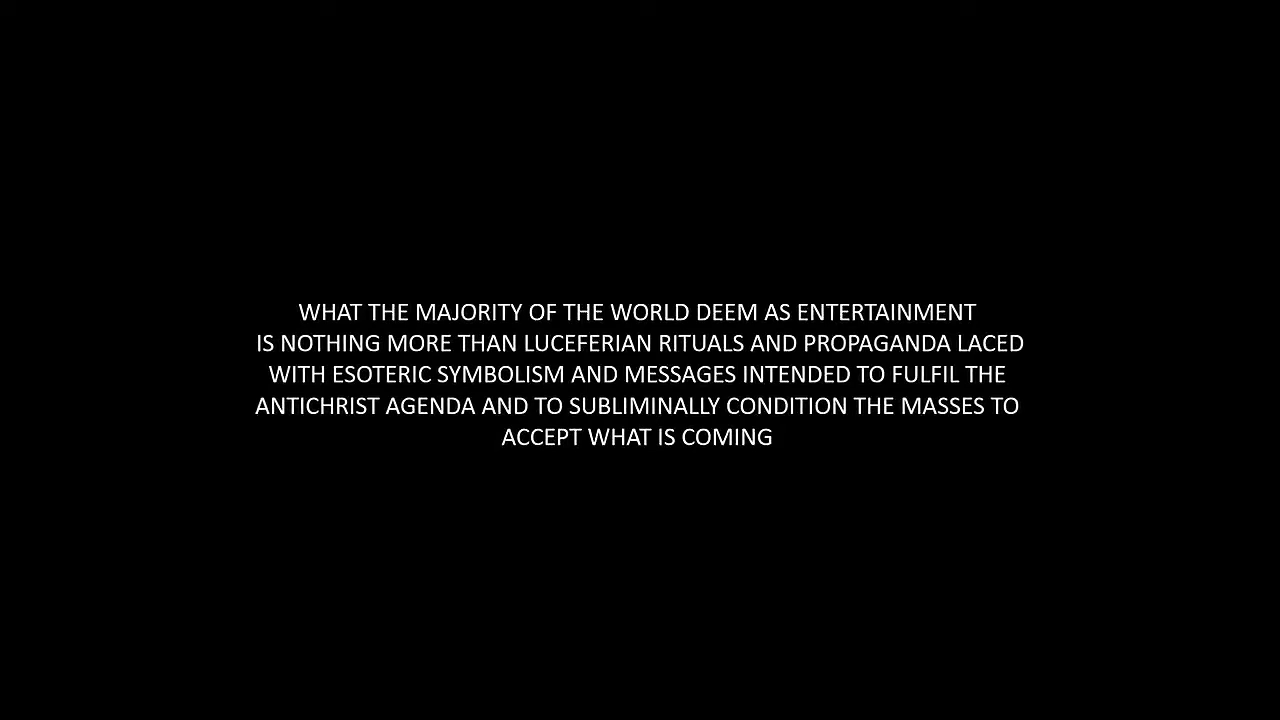 WHAT THE MAJORITY OF THE WORLD DEEM AS ENTERTAINMENT
IS NOTHING MORE THAN LUCEFERIAN RITUALS AND PROPAGANDA LACED
WITH ESOTERIC SYMBOLISM AND MESSAGES INTENDED TO FULFIL THE
ANTICHRIST AGENDA AND TO SUBLIMINALLY CONDITION THE MASSES TO
ACCEPT WHAT IS COMING